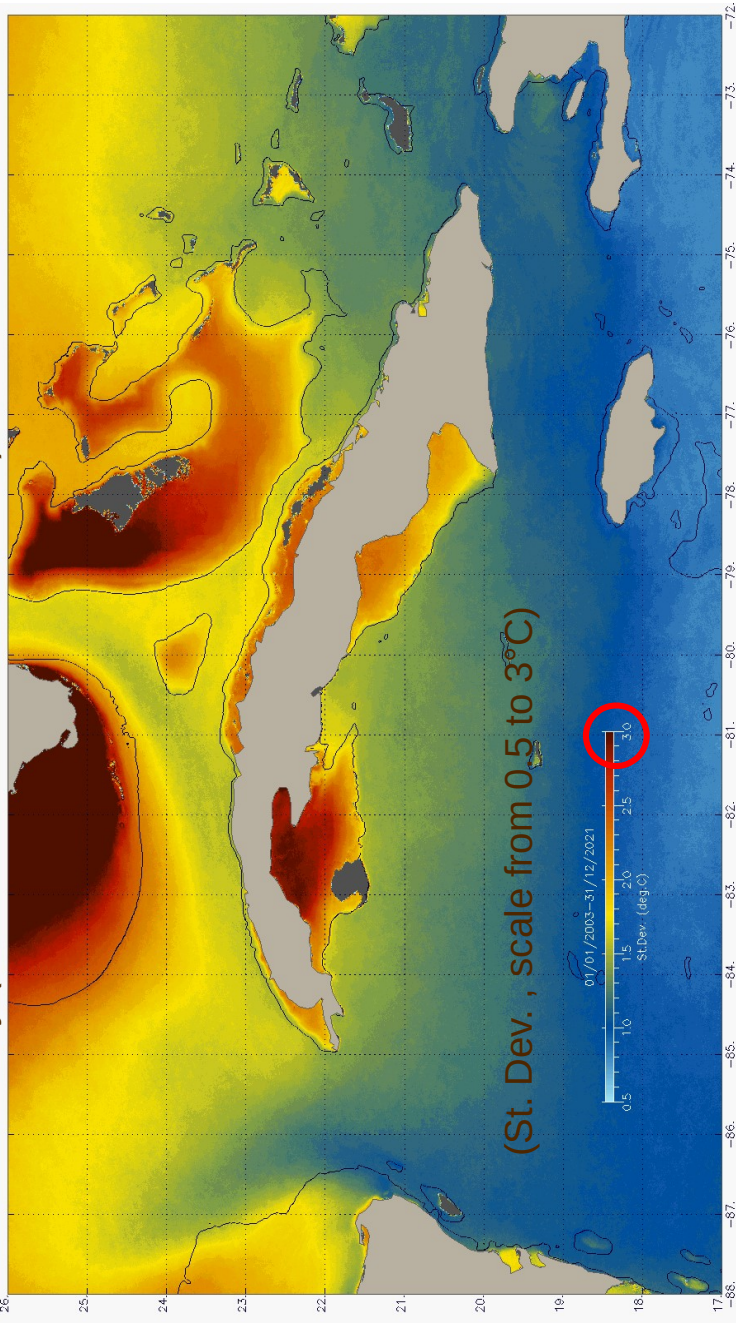 26.
25.
24.
23.
22.
21.
20.
19.
18.
17.
(St. Dev. , scale from 0.5 to 3°C)
01/01/2003–31/12/2021
0.5 1.0 1.5 2.0 2.5 3.0
St.Dev. (deg.C)
−88. −87. −86. −85. −84. −83. −82. −81. −80. −79. −78. −77. −76. −75. −74. −73. −72.